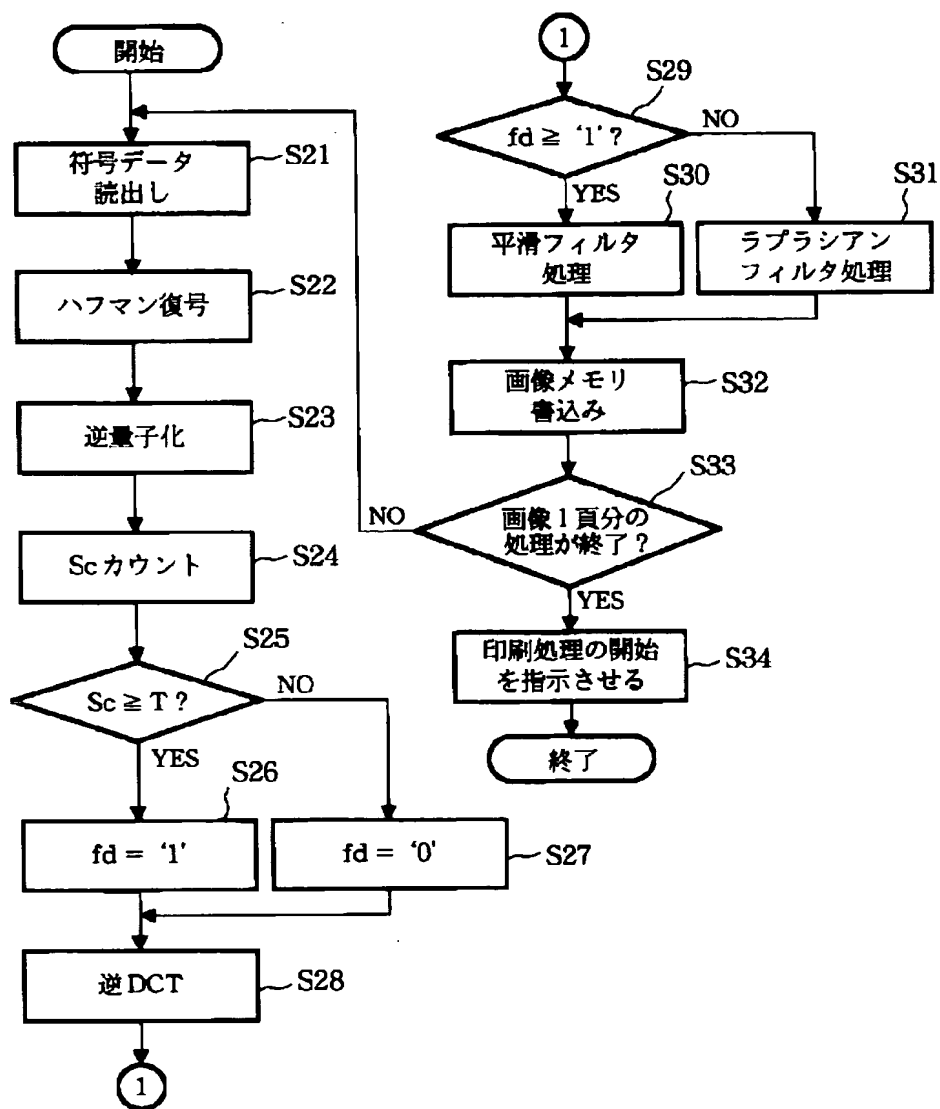 開始
符号データ
読出し
S21
ハフマン復号
S22
逆量子化
S23
Scカウント
S24
S25
Sc ≧ T ?
NO
YES
S26
fd = ‘1’
fd = ‘0’
S27
逆DCT
S28
1
1
S29
fd ≧ ‘1’ ?
NO
YES
S30
平滑フィルタ
処理
S31
ラプラシアン
フィルタ処理
画像メモリ
書込み
S32
S33
画像1頁分の
処理が終了?
NO
YES
印刷処理の開始
を指示させる
S34
終了